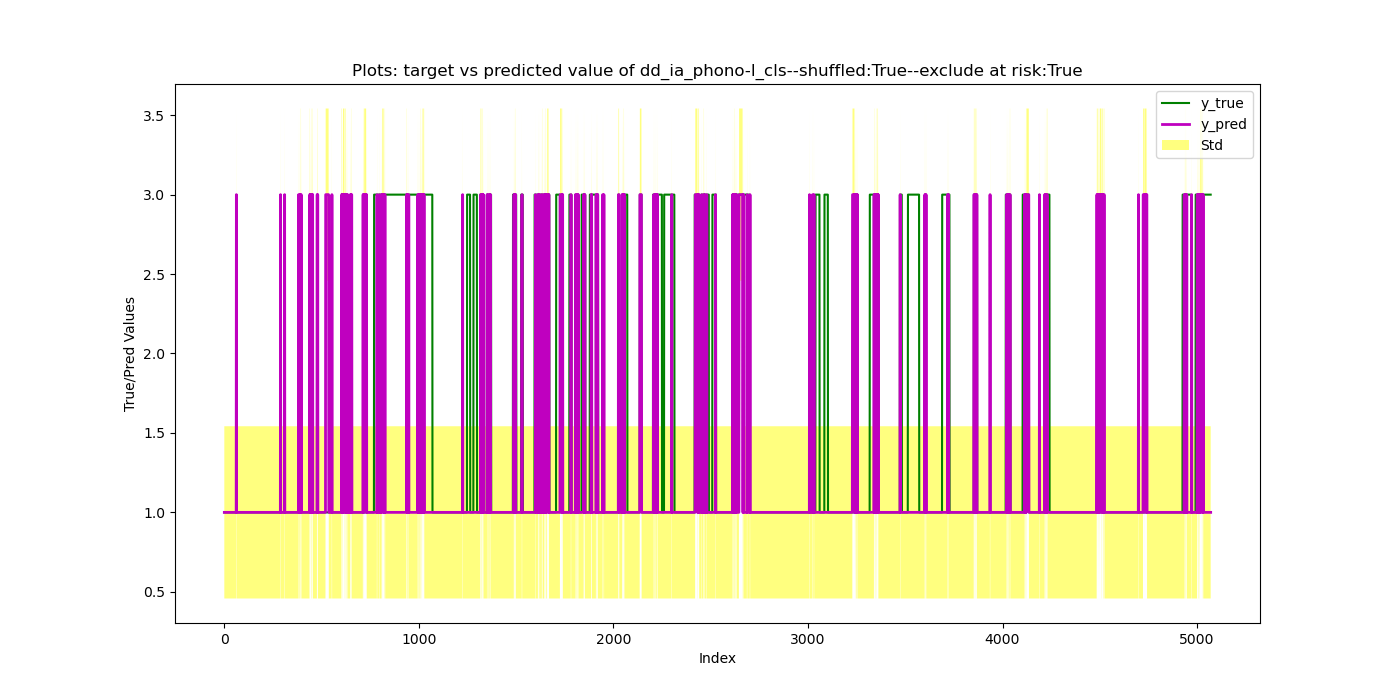 Plots: target vs predicted value of dd_ia_phono-l_cls--shuffled:True--exclude at risk:True
y_true
y_pred
Std
True/Pred Values
3.5
3.0
2.5
2.0
1.5
1.0
0.5
0 1000 2000 3000 4000 5000
Index